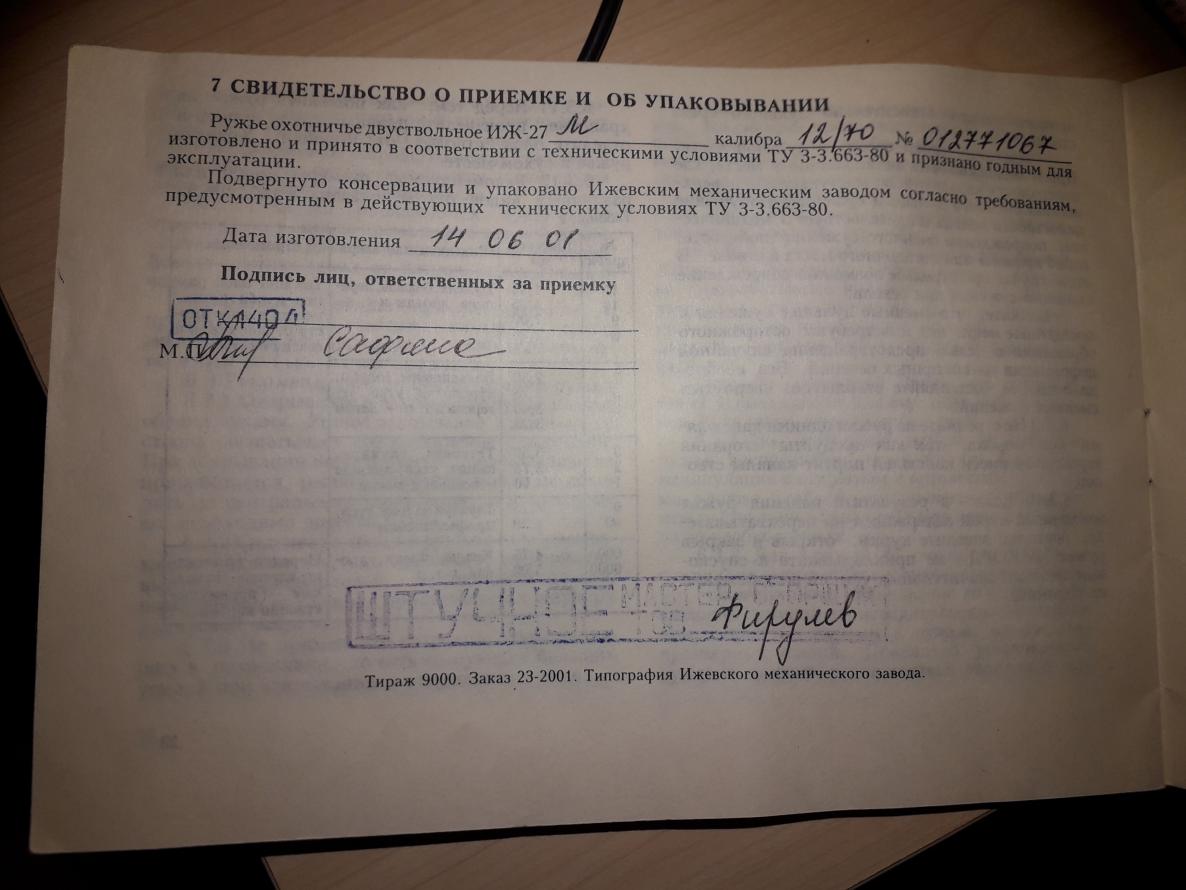 7 СВИДЕТЕЛЬСТВО О ПРИЕМКЕ И ОБ УПАКОВЫВАНИИ
Ружье охотничье двуствольное ИЖ-27 М калибра 12/70 № 012771067
изготовлено и принято в соответствии с техническими условиями ТУ 3-3.663-80 и признано годным для
эксплуатации.
Подвергнуто консервации и упаковано Ижевским механическим заводом согласно требованиям,
предусмотренным в действующих технических условиях ТУ 3-3.663-80.
Дата изготовления 14 06 01
Подпись лиц, ответственных за приемку
ОТК1404
М.П.
ШТУЧНОЕ МАСТЕР Фирулев
Тираж 9000. Заказ 23-2001. Типография Ижевского механического завода.